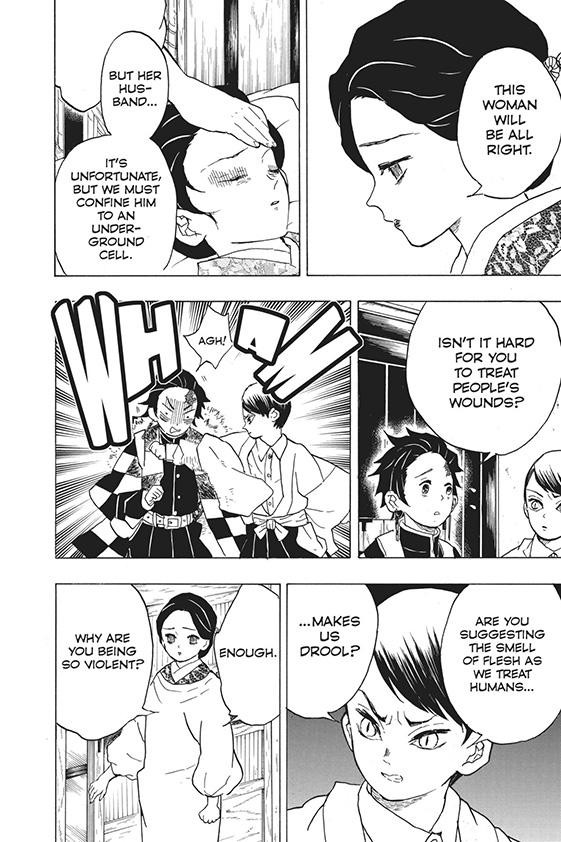 THIS
WOMAN
WILL
BE ALL
RIGHT.
BUT HER
HUS-
BAND...
IT'S
UNFORTUNATE,
BUT WE MUST
CONFINE HIM
TO AN
UNDER-
GROUND
CELL.
ISN'T IT HARD
FOR YOU
TO TREAT
PEOPLE'S
WOUNDS?
WHAM
AGH!
ARE YOU
SUGGESTING
THE SMELL
OF FLESH AS
WE TREAT
HUMANS...
...MAKES
US
DROOL?
ENOUGH.
WHY ARE
YOU BEING
SO VIOLENT?